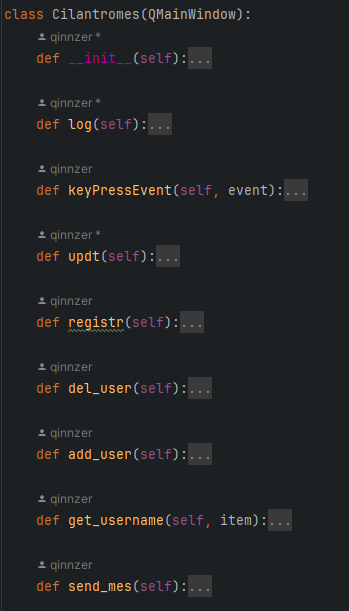 class Cilantromes(QMainWindow):
qinnzer *
def __init__(self):...
qinnzer *
def log(self):...
qinnzer
def keyPressEvent(self, event):...
qinnzer *
def updt(self):...
qinnzer
def registr(self):...
qinnzer
def del_user(self):...
qinnzer
def add_user(self):...
qinnzer
def get_username(self, item):...
qinnzer
def send_mes(self):...